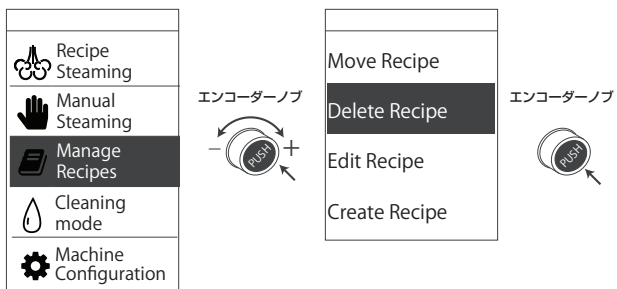 Recipe
Steaming
Manual
Steaming
Manage
Recipes
Cleaning
mode
Machine
Configuration
エンコーダーノブ
− +
PUSH
Move Recipe
Delete Recipe
Edit Recipe
Create Recipe
エンコーダーノブ
PUSH